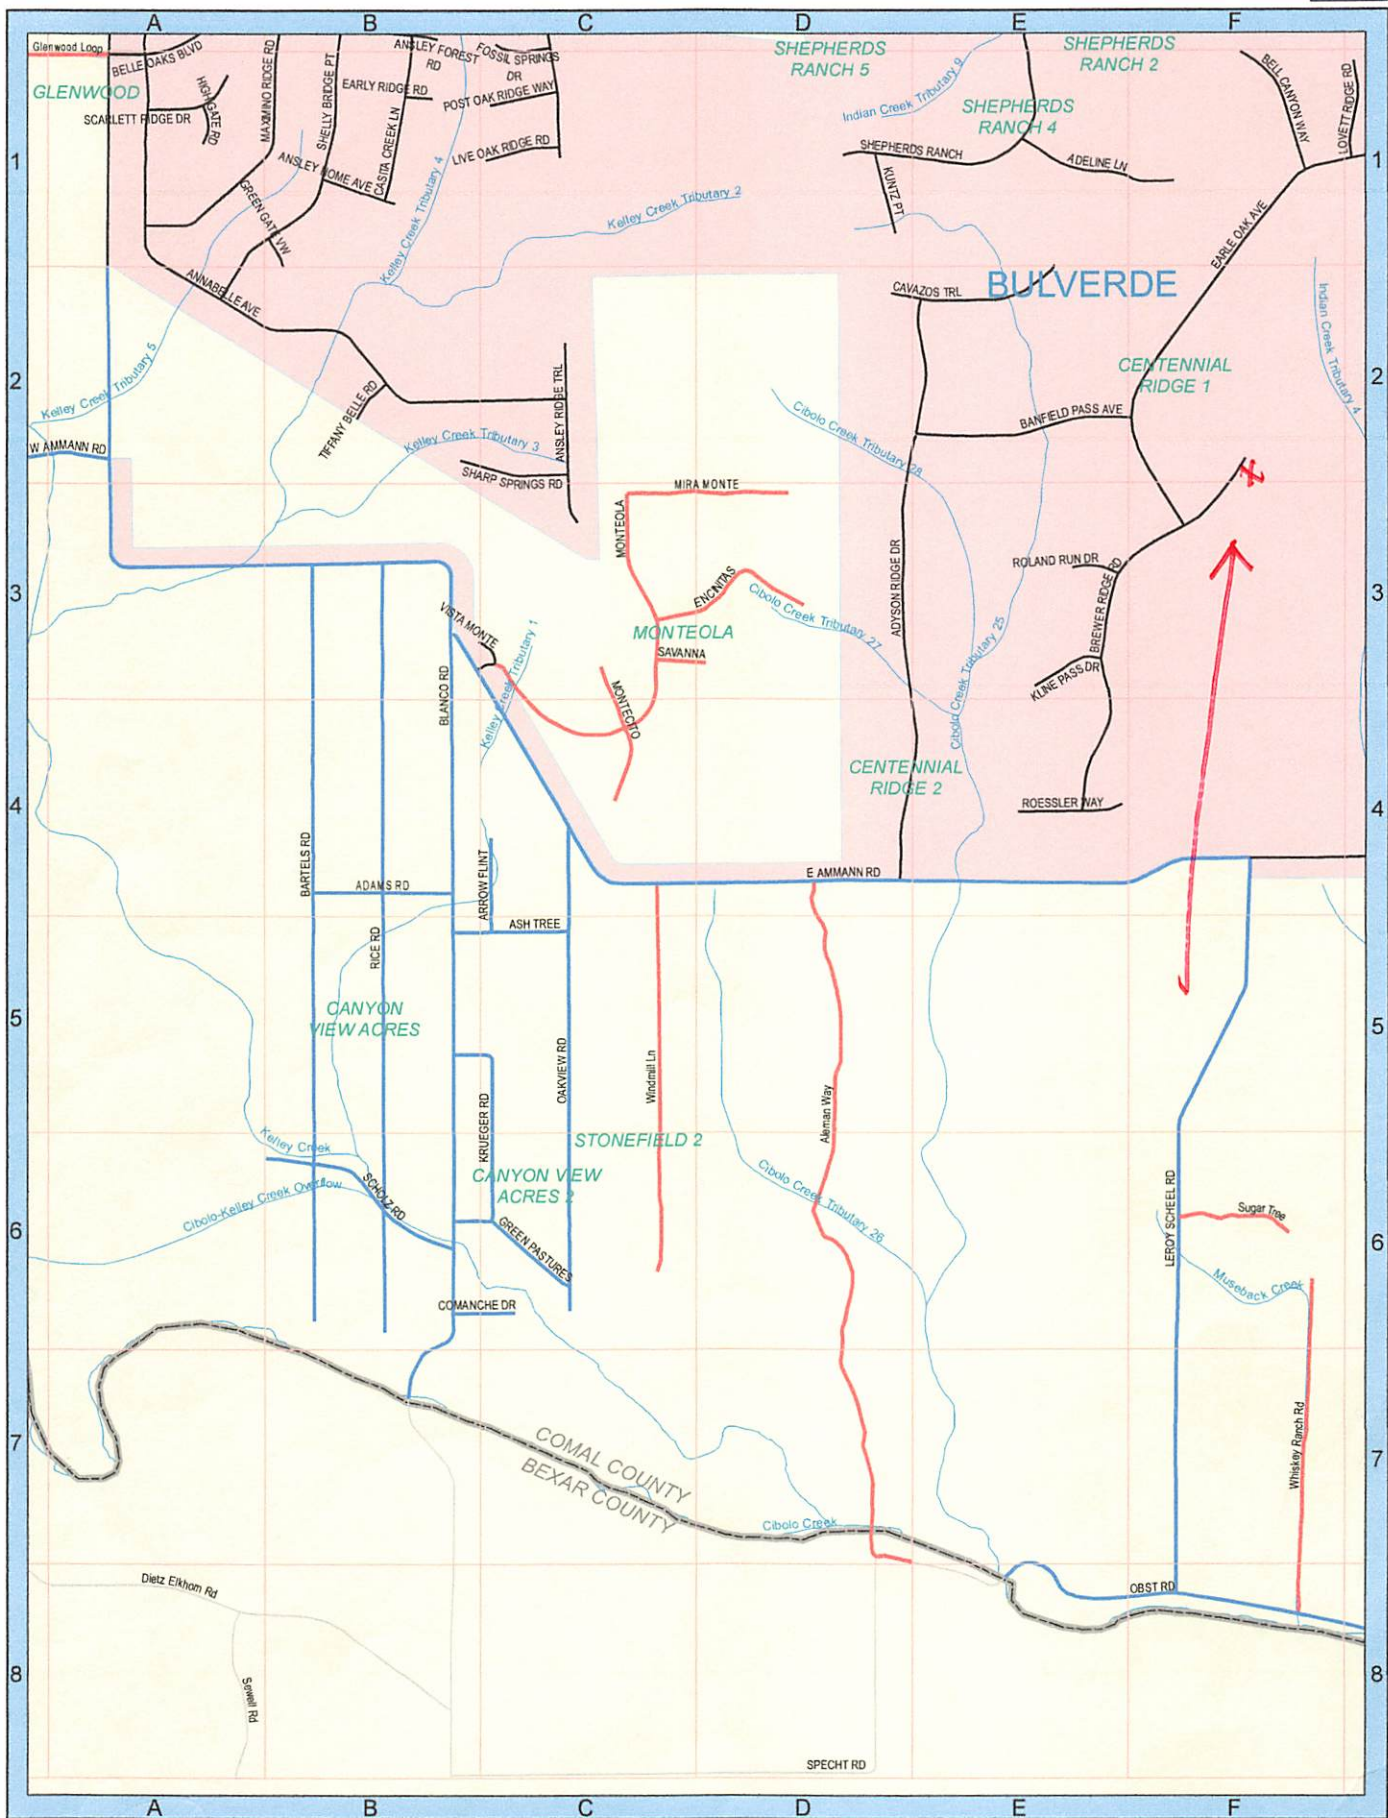 A B C D E F
Glenwood Loop
BELLE OAKS BLVD
GLENWOOD
SCARLETT RIDGE DR
HIGHGATE RD
MAXIMINO RIDGE RD
SHELLY BRIDGE PT
ANSLEY FOREST
RD
EARLY RIDGE RD
FOSSIL SPRINGS
DR
POST OAK RIDGE WAY
CASITA CREEK LN
LIVE OAK RIDGE RD
ANSLEY HOME AVE
GREEN GATE VW
Kelley Creek Tributary 4
Kelley Creek Tributary 2
SHEPHERDS
RANCH 5
Indian Creek Tributary 9
SHEPHERDS
RANCH 2
SHEPHERDS
RANCH 4
SHEPHERDS RANCH
ADELINE LN
KUNTZ PT
BELL CANYON WAY
LOVETT RIDGE RD
1 1
EARLE OAK AVE
ANNABELLE AVE
CAVAZOS TRL
BULVERDE
Indian Creek Tributary 4
Kelley Creek Tributary 5
2 2
CENTENNIAL
RIDGE 1
TIFFANY BELLE RD
ANSLEY RIDGE TRL
Cibolo Creek Tributary 28
BANFIELD PASS AVE
W AMMANN RD
Kelley Creek Tributary 3
SHARP SPRINGS RD
MIRA MONTE
MONTEOLA
ADYSON RIDGE DR
ROLAND RUN DR
BREWER RIDGE RD
3 3
ENCINITAS
Cibolo Creek Tributary 27
Cibolo Creek Tributary 25
VISTA MONTE
MONTEOLA
SAVANNA
Kelley Creek Tributary 1
KLINE PASS DR
BLANCO RD
MONTECITO
CENTENNIAL
RIDGE 2
4 4
ROESSLER WAY
BARTELS RD
ADAMS RD
ARROW FLINT
E AMMANN RD
ASH TREE
RICE RD
CANYON
VIEW ACRES
5 5
KRUEGER RD
OAKVIEW RD
Windmill Ln
Aleman Way
STONEFIELD 2
Kelley Creek
CANYON VIEW
ACRES 2
Cibolo-Kelley Creek Overflow
SCHOLZ RD
Cibolo Creek Tributary 26
LEROY SCHEEL RD
Sugar Tree
6 6
GREEN PASTURES
COMANCHE DR
Museback Creek
Whiskey Ranch Rd
7 7
COMAL COUNTY
BEXAR COUNTY
Cibolo Creek
Dietz Elkhorn Rd
OBST RD
8 8
Sewell Rd
SPECHT RD
A B C D E F